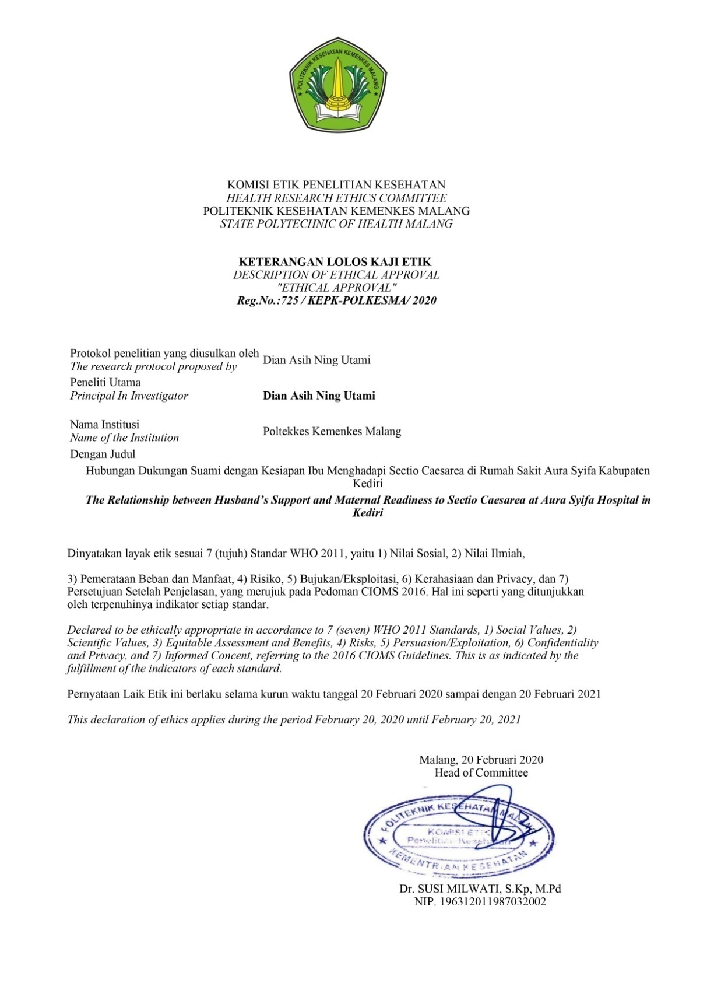 POLITEKNIK KESEHATAN KEMENKES MALANG
KOMISI ETIK PENELITIAN KESEHATAN
HEALTH RESEARCH ETHICS COMMITTEE
POLITEKNIK KESEHATAN KEMENKES MALANG
STATE POLYTECHNIC OF HEALTH MALANG
KETERANGAN LOLOS KAJI ETIK
DESCRIPTION OF ETHICAL APPROVAL
"ETHICAL APPROVAL"
Reg.No.:725 / KEPK-POLKESMA/ 2020
Protokol penelitian yang diusulkan oleh
The research protocol proposed by
Dian Asih Ning Utami
Peneliti Utama
Principal In Investigator
Dian Asih Ning Utami
Nama Institusi
Name of the Institution
Poltekkes Kemenkes Malang
Dengan Judul
Hubungan Dukungan Suami dengan Kesiapan Ibu Menghadapi Sectio Caesarea di Rumah Sakit Aura Syifa Kabupaten
Kediri
The Relationship between Husband’s Support and Maternal Readiness to Sectio Caesarea at Aura Syifa Hospital in
Kediri
Dinyatakan layak etik sesuai 7 (tujuh) Standar WHO 2011, yaitu 1) Nilai Sosial, 2) Nilai Ilmiah,
3) Pemerataan Beban dan Manfaat, 4) Risiko, 5) Bujukan/Eksploitasi, 6) Kerahasiaan dan Privacy, dan 7)
Persetujuan Setelah Penjelasan, yang merujuk pada Pedoman CIOMS 2016. Hal ini seperti yang ditunjukkan
oleh terpenuhinya indikator setiap standar.
Declared to be ethically appropriate in accordance to 7 (seven) WHO 2011 Standards, 1) Social Values, 2)
Scientific Values, 3) Equitable Assessment and Benefits, 4) Risks, 5) Persuasion/Exploitation, 6) Confidentiality
and Privacy, and 7) Informed Concent, referring to the 2016 CIOMS Guidelines. This is as indicated by the
fulfillment of the indicators of each standard.
Pernyataan Laik Etik ini berlaku selama kurun waktu tanggal 20 Februari 2020 sampai dengan 20 Februari 2021
This declaration of ethics applies during the period February 20, 2020 until February 20, 2021
Malang, 20 Februari 2020
Head of Committee
POLITEKNIK KESEHATAN MALANG
KOMISI ETIK
Penelitian Kesehatan
KEMENTRIAN KESEHATAN
Dr. SUSI MILWATI, S.Kp, M.Pd
NIP. 196312011987032002